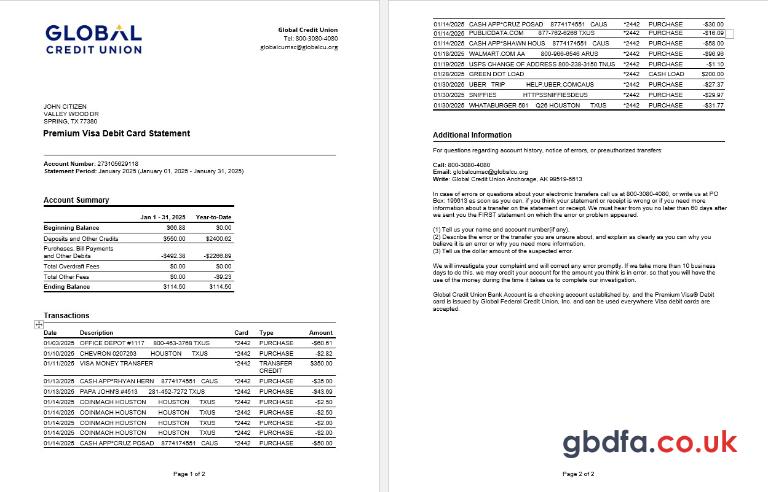 GLOBAL
CREDIT UNION
Global Credit Union
Tel: 800-3080-4080
globalcumsc@globalcu.org
JOHN CITIZEN
VALLEY WOOD DR
SPRING, TX 77380
Premium Visa Debit Card Statement
Account Number: 273105629118
Statement Period: January 2025 (January 01, 2025 - January 31, 2025)
Account Summary
Jan 1 - 31, 2025 Year-to-Date
Beginning Balance $60.88 $0.00
Deposits and Other Credits $550.00 $2400.62
Purchases, Bill Payments
and Other Debits -$492.38 -$2266.89
Total Overdraft Fees $0.00 $0.00
Total Other Fees $0.00 -$9.23
Ending Balance $114.50 $114.50
Transactions
Date Description Card Type Amount
01/03/2025 OFFICE DEPOT #1117 800-463-3768 TXUS *2442 PURCHASE -$60.61
01/10/2025 CHEVRON 0207263 HOUSTON TXUS *2442 PURCHASE -$2.82
01/11/2025 VISA MONEY TRANSFER *2442 TRANSFER $350.00
CREDIT
01/13/2025 CASH APP*RHYAN HERN 8774174551 CAUS *2442 PURCHASE -$35.00
01/13/2025 PAPA JOHN'S #4513 281-452-7272 TXUS *2442 PURCHASE -$43.69
01/14/2025 COINMACH HOUSTON HOUSTON TXUS *2442 PURCHASE -$2.50
01/14/2025 COINMACH HOUSTON HOUSTON TXUS *2442 PURCHASE -$2.50
01/14/2025 COINMACH HOUSTON HOUSTON TXUS *2442 PURCHASE -$2.00
01/14/2025 COINMACH HOUSTON HOUSTON TXUS *2442 PURCHASE -$2.00
01/14/2025 CASH APP*CRUZ POSAD 8774174551 CAUS *2442 PURCHASE -$50.00
Page 1 of 2
01/14/2025 CASH APP*CRUZ POSAD 8774174551 CAUS *2442 PURCHASE -$30.00
01/14/2025 PUBLICDATA.COM 877-762-6266 TXUS *2442 PURCHASE -$16.09
01/14/2025 CASH APP*SHAWN HOUS 8774174551 CAUS *2442 PURCHASE -$58.00
01/18/2025 WALMART.COM AA 800-966-6546 ARUS *2442 PURCHASE -$96.96
01/19/2025 USPS CHANGE OF ADDRESS 800-238-3150 TNUS *2442 PURCHASE -$1.10
01/28/2025 GREEN DOT LOAD *2442 CASH LOAD $200.00
01/30/2025 UBER TRIP HELP.UBER.COMCAUS *2442 PURCHASE -$27.37
01/30/2025 SNIFFIES HTTPSSNIFFIESDEUS *2442 PURCHASE -$29.97
01/30/2025 WHATABURGER 501 Q26 HOUSTON TXUS *2442 PURCHASE -$31.77
Additional Information
For questions regarding account history, notice of errors, or preauthorized transfers:
Call: 800-3080-4080
Email: globalcumsc@globalcu.org
Write: Global Credit Union Anchorage, AK 99519-6613
In case of errors or questions about your electronic transfers call us at 800-3080-4080, or write us at PO
Box: 196613 as soon as you can, if you think your statement or receipt is wrong or if you need more
information about a transfer on the statement or receipt. We must hear from you no later than 60 days after
we sent you the FIRST statement on which the error or problem appeared.
(1) Tell us your name and account number(if any).
(2) Describe the error or the transfer you are unsure about, and explain as clearly as you can why you
believe it is an error or why you need more information.
(3) Tell us the dollar amount of the suspected error.
We will investigate your complaint and will correct any error promptly. If we take more than 10 business
days to do this, we may credit your account for the amount you think is in error, so that you will have the
use of the money during the time it takes us to complete our investigation.
Global Credit Union Bank Account is a checking account established by, and the Premium Visa® Debit
card is issued by Global Federal Credit Union, Inc. and can be used everywhere Visa debit cards are
accepted.
gbdfa.co.uk
Page 2 of 2